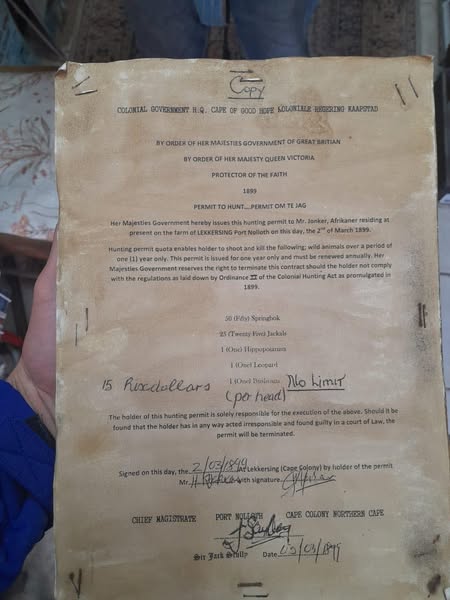 Copy
COLONIAL GOVERNMENT H.Q. CAPE OF GOOD HOPE KOLONIALE REGERING KAAPSTAD
BY ORDER OF HER MAJESTIES GOVERNMENT OF GREAT BRITIAN
BY ORDER OF HER MAJESTY QUEEN VICTORIA
PROTECTOR OF THE FAITH
1899
PERMIT TO HUNT....PERMIT OM TE JAG
Her Majesties Government hereby issues this hunting permit to Mr. Jonker, Afrikaner residing at
present on the farm of LEKKERSING Port Nolloth on this day, the 2nd of March 1899.
Hunting permit quota enables holder to shoot and kill the following; wild animals over a period of
one (1) year only. This permit is issued for one year only and must be renewed annually. Her
Majesties Government reserves the right to terminate this contract should the holder not comply
with the regulations as laid down by Ordinance II of the Colonial Hunting Act as promulgated in
1899.
50 (Fifty) Springbok
25 (Twenty Five) Jackals
1 (One) Hippopotamus
1 (One) Leopard
15 Rixdollars 1 (One) No Limit
(per head)
The holder of this hunting permit is solely responsible for the execution of the above. Should it be
found that the holder has in any way acted irresponsible and found guilty in a court of Law, the
permit will be terminated.
Signed on this day, the. 2/03/1899 At Lekkersing (Cape Colony) by holder of the permit
Mr. with signature.
CHIEF MAGISTRATE PORT NOLLOTH CAPE COLONY NORTHERN CAPE
Sir Jack Scully Date. 02/03/1899